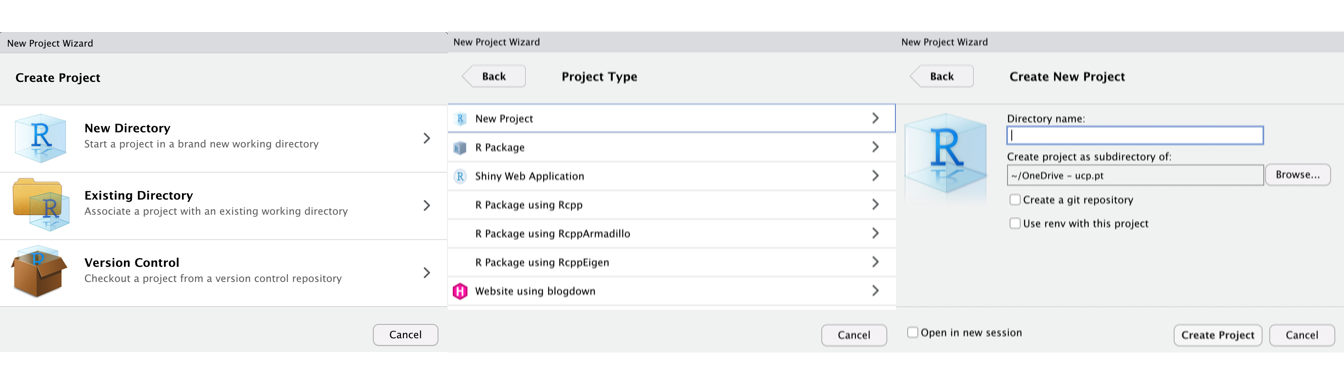 New Project Wizard
Create Project
R
New Directory
Start a project in a brand new working directory
R
Existing Directory
Associate a project with an existing working directory
Version Control
Checkout a project from a version control repository
Cancel
New Project Wizard
Back
Project Type
R New Project
R Package
R Shiny Web Application
R Package using Rcpp
R Package using RcppArmadillo
R Package using RcppEigen
H Website using blogdown
Cancel
New Project Wizard
Back
Create New Project
R
Directory name:
Create project as subdirectory of:
~/OneDrive - ucp.pt
Browse...
Create a git repository
Use renv with this project
Open in new session
Create Project
Cancel